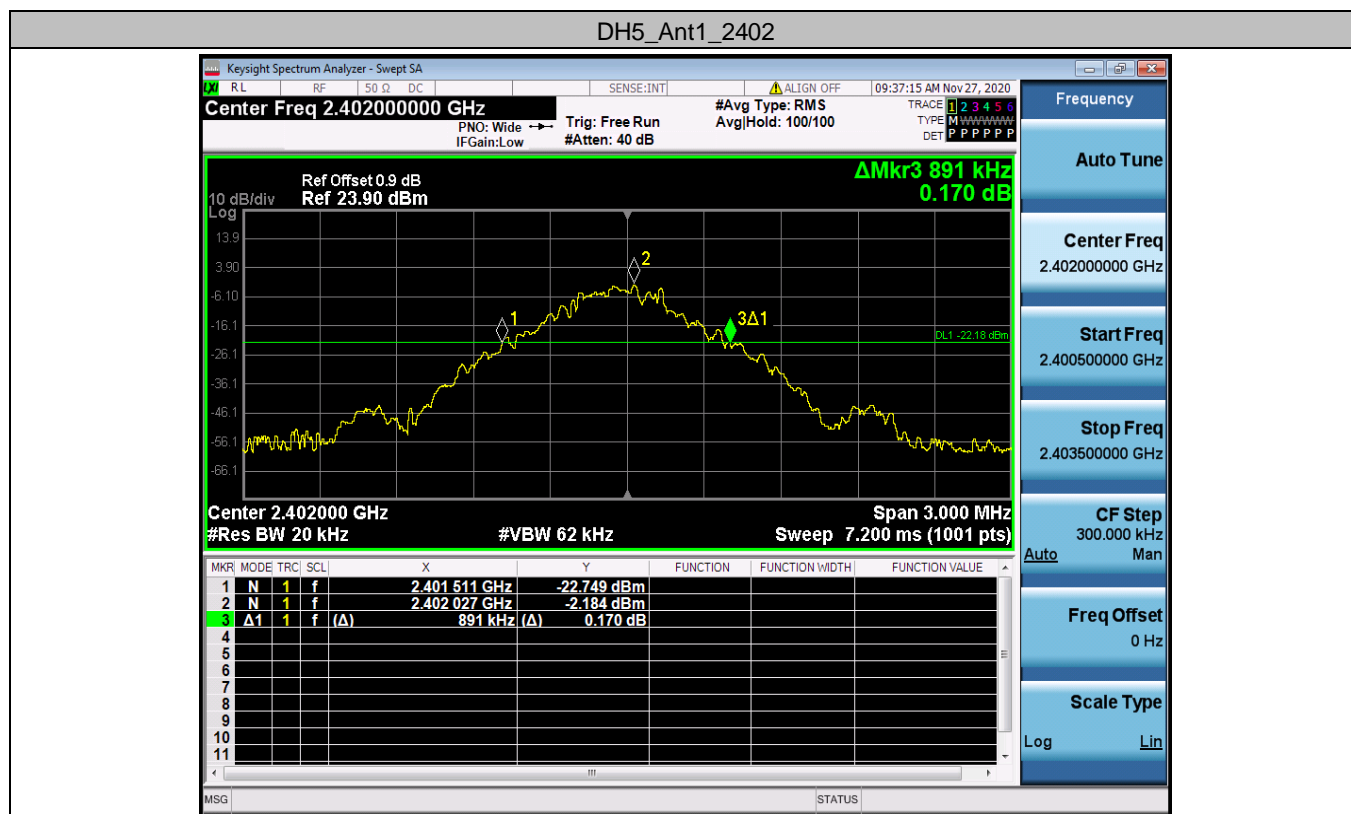 DH5_Ant1_2402
Keysight Spectrum Analyzer - Swept SA
LXI RL RF 50 Ω DC SENSE:INT ALIGN OFF 09:37:15 AM Nov 27, 2020
Center Freq 2.402000000 GHz
PNO: Wide
IFGain:Low
Trig: Free Run
#Atten: 40 dB
#Avg Type: RMS
Avg|Hold: 100/100
TRACE 1 2 3 4 5 6
TYPE M W W W W W
DET P P P P P P
ΔMkr3 891 kHz
0.170 dB
Ref Offset 0.9 dB
10 dB/div Ref 23.90 dBm
Log
13.9
3.90
-6.10
-16.1
-26.1
-36.1
-46.1
-56.1
-66.1
1
2
3Δ1
DL1 -22.18 dBm
Center 2.402000 GHz Span 3.000 MHz
#Res BW 20 kHz #VBW 62 kHz Sweep 7.200 ms (1001 pts)
MKR MODE TRC SCL X Y FUNCTION FUNCTION WIDTH FUNCTION VALUE
1 N 1 f 2.401 511 GHz -22.749 dBm
2 N 1 f 2.402 027 GHz -2.184 dBm
3 Δ1 1 f (Δ) 891 kHz (Δ) 0.170 dB
4
5
6
7
8
9
10
11
MSG STATUS
Frequency
Auto Tune
Center Freq
2.402000000 GHz
Start Freq
2.400500000 GHz
Stop Freq
2.403500000 GHz
CF Step
300.000 kHz
Auto Man
Freq Offset
0 Hz
Scale Type
Log Lin